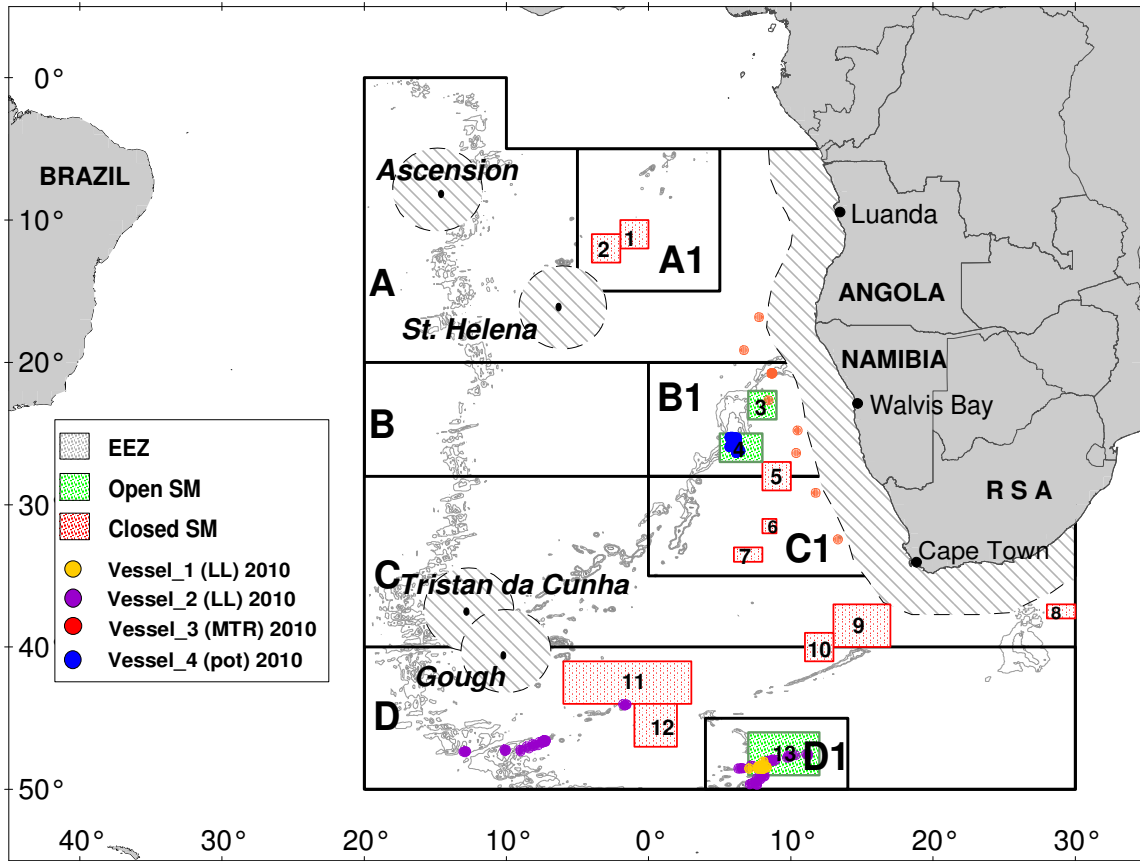 0°
Ascension
BRAZIL
10°
2
1
A1
Luanda
A
ANGOLA
St. Helena
20°
NAMIBIA
B1
3
Walvis Bay
B
4
EEZ
Open SM
Closed SM
Vessel_1 (LL) 2010
Vessel_2 (LL) 2010
Vessel_3 (MTR) 2010
Vessel_4 (pot) 2010
5
R S A
30°
6
7
C1
Cape Town
C
Tristan da Cunha
8
9
10
40°
Gough
11
D
12
13
D1
50°
40°
30°
20°
10°
0°
10°
20°
30°